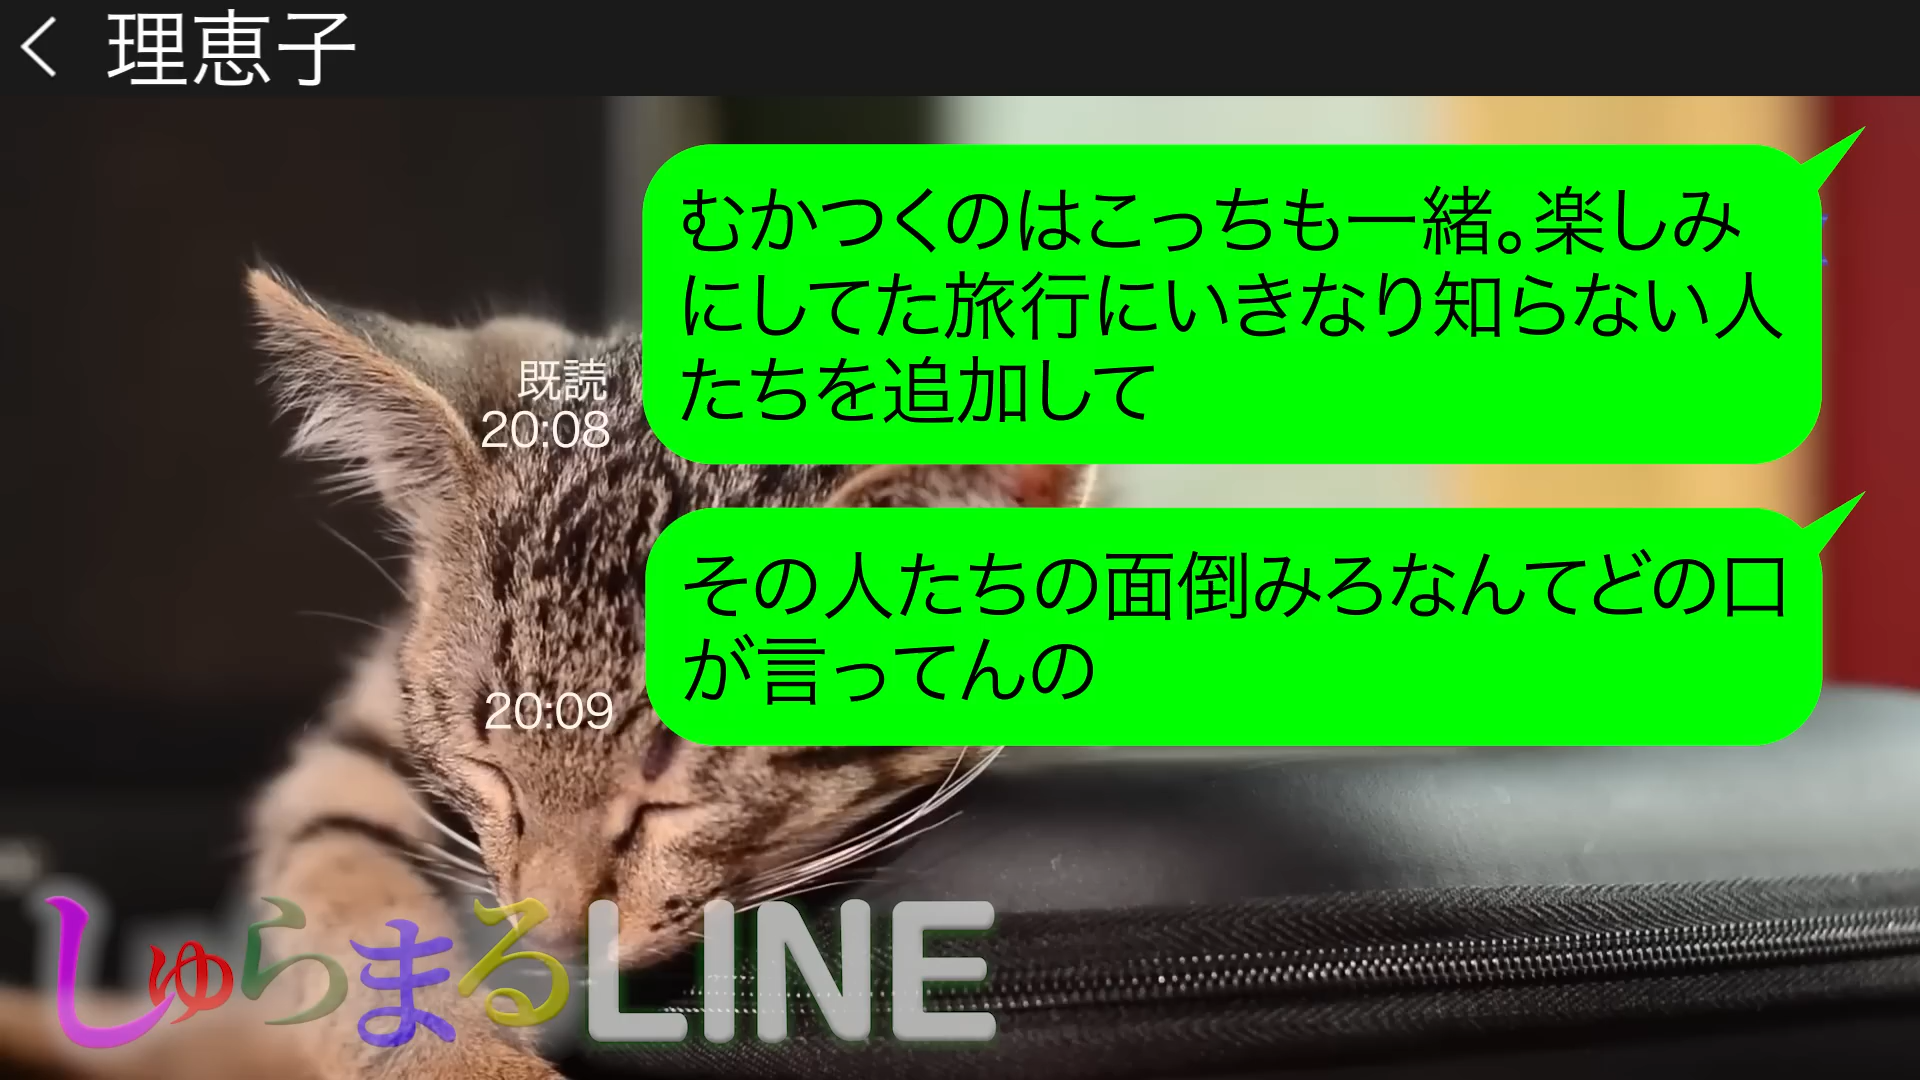 理恵子
むかつくのはこっちも一緒。楽しみ
にしてた旅行にいきなり知らない人
たちを追加して
既読
20:08
その人たちの面倒みろなんてどの口
が言ってんの
20:09
しゅらまるLINE